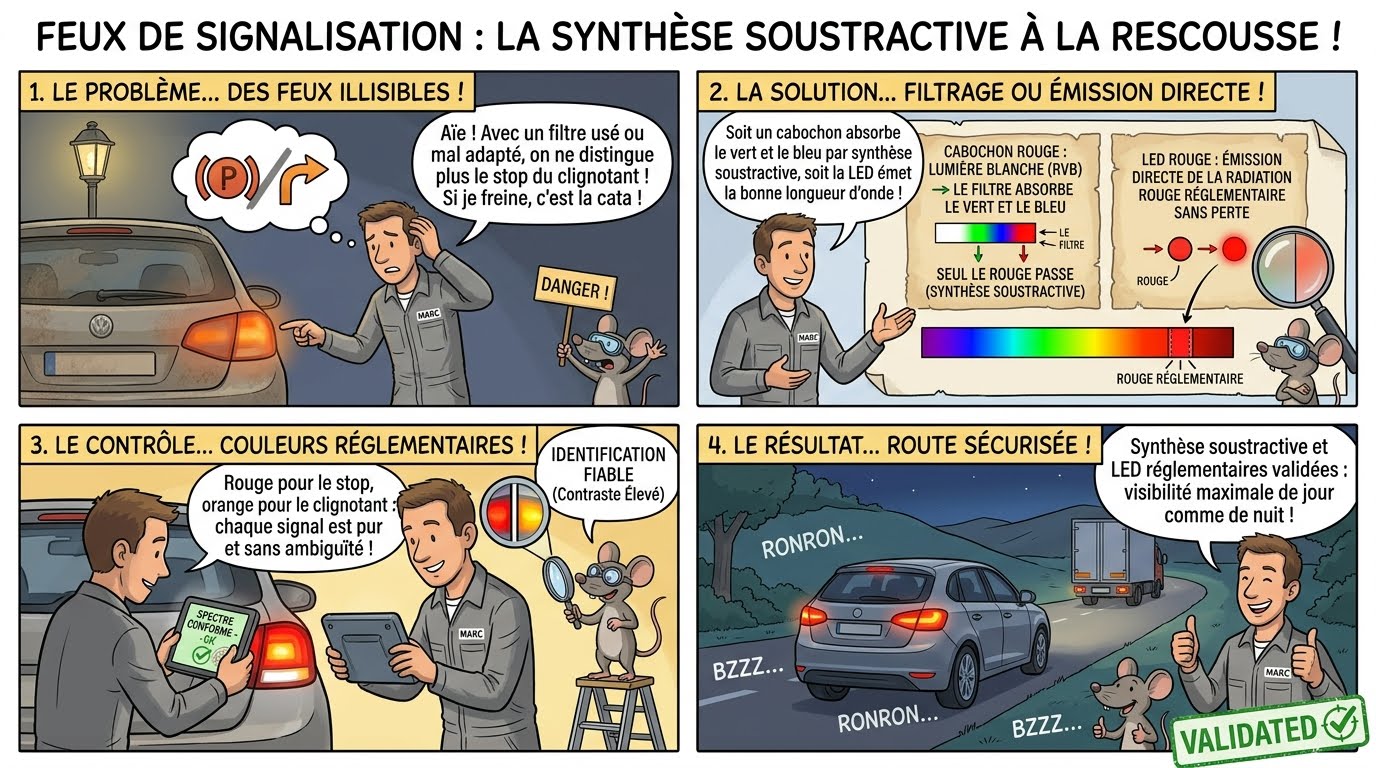 FEUX DE SIGNALISATION : LA SYNTHÈSE SOUSTRACTIVE À LA RESCOUSSE !
1. LE PROBLÈME... DES FEUX ILLISIBLES !
P
Aïe ! Avec un filtre usé ou
mal adapté, on ne distingue
plus le stop du clignotant !
Si je freine, c'est la cata !
MARC
DANGER !
2. LA SOLUTION... FILTRAGE OU ÉMISSION DIRECTE !
Soit un cabochon absorbe
le vert et le bleu par synthèse
soustractive, soit la LED émet
la bonne longueur d'onde !
MARC
CABOCHON ROUGE :
LUMIÈRE BLANCHE (RVB)
→ LE FILTRE ABSORBE
LE VERT ET LE BLEU
LE
FILTRE
SEUL LE ROUGE PASSE
(SYNTHÈSE SOUSTRACTIVE)
LED ROUGE : ÉMISSION
DIRECTE DE LA RADIATION
ROUGE RÉGLEMENTAIRE
SANS PERTE
ROUGE
ROUGE RÉGLEMENTAIRE
3. LE CONTRÔLE... COULEURS RÉGLEMENTAIRES !
Rouge pour le stop,
orange pour le clignotant :
chaque signal est pur
et sans ambiguïté !
IDENTIFICATION
FIABLE
(Contraste Élevé)
SPECTRE
CONFORME -
- GK
MARC
4. LE RÉSULTAT... ROUTE SÉCURISÉE !
Synthèse soustractive et
LED réglementaires validées :
visibilité maximale de jour
comme de nuit !
RONRON...
BZZZ...
RONRON...
BZZZ...
MARC
VALIDATED